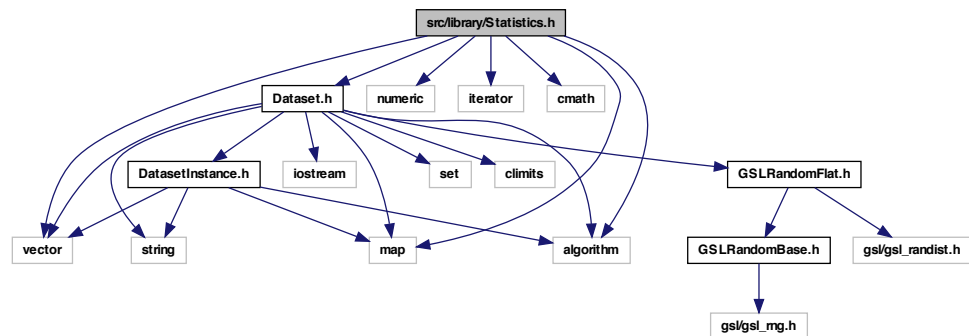 src/library/Statistics.h
Dataset.h
numeric
iterator
cmath
DatasetInstance.h
iostream
set
climits
GSLRandomFlat.h
vector
string
map
algorithm
GSLRandomBase.h
gsl/gsl_randist.h
gsl/gsl_rng.h